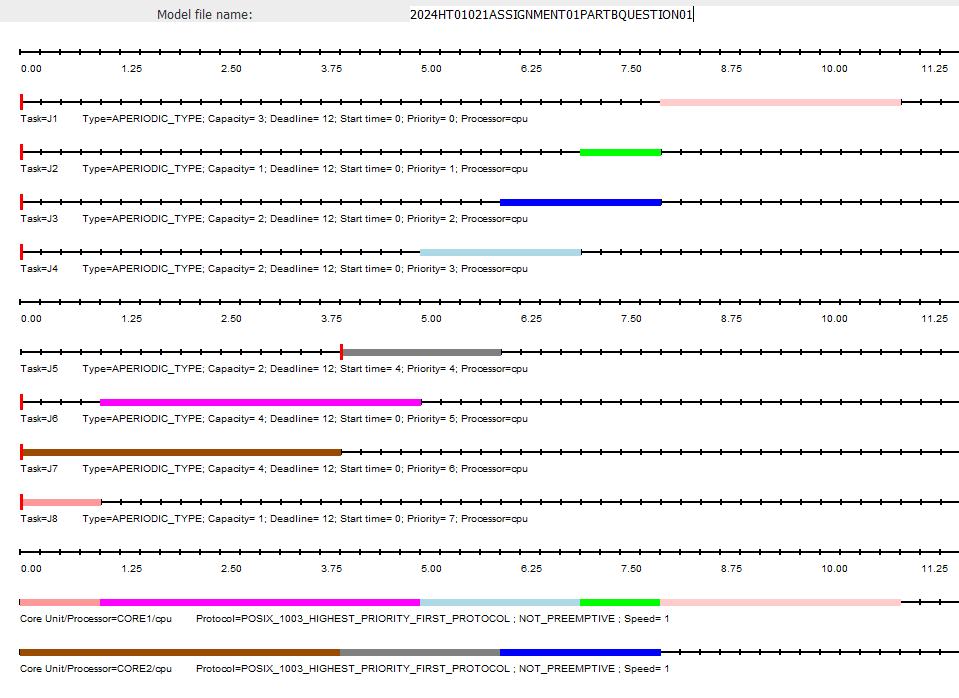 Model file name: 2024HT01021ASSIGNMENT01PARTBQUESTION01
0.00 1.25 2.50 3.75 5.00 6.25 7.50 8.75 10.00 11.25
Task=J1 Type=APERIODIC_TYPE; Capacity= 3; Deadline= 12; Start time= 0; Priority= 0; Processor=cpu
Task=J2 Type=APERIODIC_TYPE; Capacity= 1; Deadline= 12; Start time= 0; Priority= 1; Processor=cpu
Task=J3 Type=APERIODIC_TYPE; Capacity= 2; Deadline= 12; Start time= 0; Priority= 2; Processor=cpu
Task=J4 Type=APERIODIC_TYPE; Capacity= 2; Deadline= 12; Start time= 0; Priority= 3; Processor=cpu
0.00 1.25 2.50 3.75 5.00 6.25 7.50 8.75 10.00 11.25
Task=J5 Type=APERIODIC_TYPE; Capacity= 2; Deadline= 12; Start time= 4; Priority= 4; Processor=cpu
Task=J6 Type=APERIODIC_TYPE; Capacity= 4; Deadline= 12; Start time= 0; Priority= 5; Processor=cpu
Task=J7 Type=APERIODIC_TYPE; Capacity= 4; Deadline= 12; Start time= 0; Priority= 6; Processor=cpu
Task=J8 Type=APERIODIC_TYPE; Capacity= 1; Deadline= 12; Start time= 0; Priority= 7; Processor=cpu
0.00 1.25 2.50 3.75 5.00 6.25 7.50 8.75 10.00 11.25
Core Unit/Processor=CORE1/cpu Protocol=POSIX_1003_HIGHEST_PRIORITY_FIRST_PROTOCOL ; NOT_PREEMPTIVE ; Speed= 1
Core Unit/Processor=CORE2/cpu Protocol=POSIX_1003_HIGHEST_PRIORITY_FIRST_PROTOCOL ; NOT_PREEMPTIVE ; Speed= 1